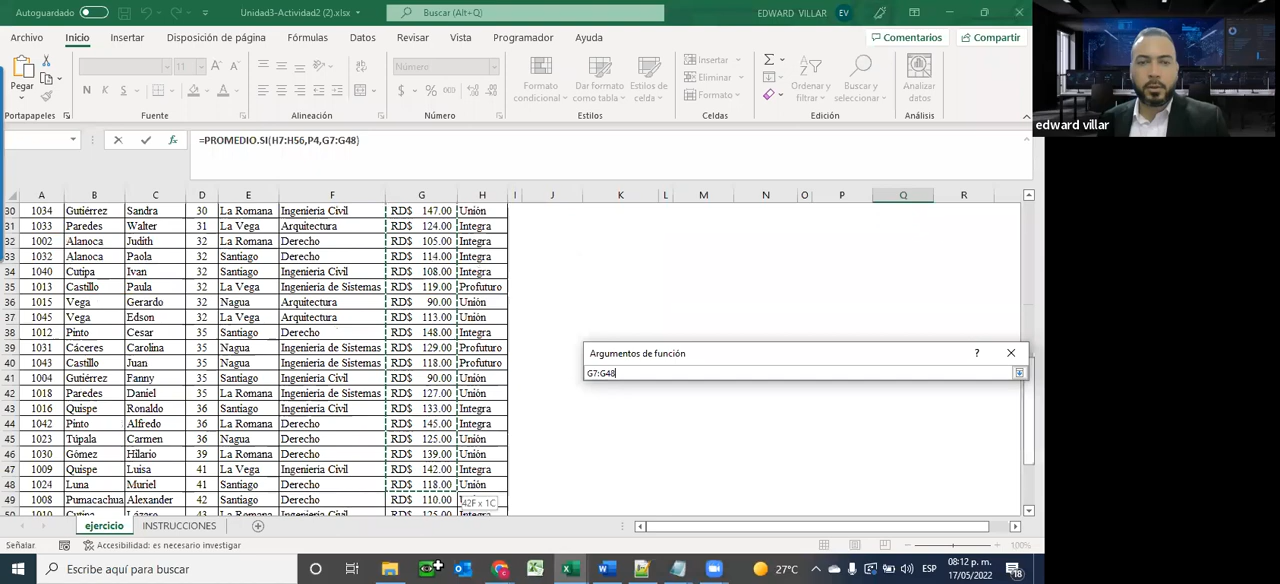 Autoguardado
Unidad3-Actividad2 (2).xlsx
Buscar (Alt+Q)
EDWARD VILLAR EV
Archivo Inicio Insertar Disposición de página Fórmulas Datos Revisar Vista Programador Ayuda Comentarios Compartir
Pegar
11
N K S
Número
$ % 000
Formato condicional
Dar formato como tabla
Estilos de celda
Insertar
Eliminar
Formato
Ordenar y filtrar
Buscar y seleccionar
Analizar datos
Portapapeles Fuente Alineación Número Estilos Celdas Edición Análisis
edward villar
fx =PROMEDIO.SI(H7:H56,P4,G7:G48)
A B C D E F G H I J K L M N O P Q R
30 1034 Gutiérrez Sandra 30 La Romana Ingenieria Civil RD$ 147.00 Unión
31 1033 Paredes Walter 31 La Vega Arquitectura RD$ 124.00 Integra
32 1002 Alanoca Judith 32 La Romana Derecho RD$ 105.00 Integra
33 1032 Alanoca Paola 32 Santiago Derecho RD$ 114.00 Integra
34 1040 Cutipa Ivan 32 Santiago Ingenieria Civil RD$ 108.00 Integra
35 1013 Castillo Paula 32 La Vega Ingenieria de Sistemas RD$ 119.00 Profuturo
36 1015 Vega Gerardo 32 Nagua Arquitectura RD$ 90.00 Unión
37 1045 Vega Edson 32 La Vega Arquitectura RD$ 113.00 Unión
38 1012 Pinto Cesar 35 Santiago Derecho RD$ 148.00 Integra
39 1031 Cáceres Carolina 35 Nagua Ingenieria de Sistemas RD$ 129.00 Profuturo
40 1043 Castillo Juan 35 Nagua Ingenieria de Sistemas RD$ 118.00 Profuturo
41 1004 Gutiérrez Fanny 35 Santiago Ingenieria Civil RD$ 90.00 Unión
42 1018 Paredes Daniel 35 La Romana Ingenieria de Sistemas RD$ 127.00 Unión
43 1016 Quispe Ronaldo 36 Santiago Ingenieria Civil RD$ 133.00 Integra
44 1042 Pinto Alfredo 36 La Romana Derecho RD$ 145.00 Integra
45 1023 Túpala Carmen 36 Nagua Derecho RD$ 125.00 Unión
46 1030 Gómez Hilario 39 La Romana Derecho RD$ 139.00 Unión
47 1009 Quispe Luisa 41 La Vega Ingenieria Civil RD$ 142.00 Integra
48 1024 Luna Muriel 41 Santiago Derecho RD$ 118.00 Unión
49 1008 Pumacachua Alexander 42 Santiago Derecho RD$ 110.00
42F x 1C
Argumentos de función ?
G7:G48
ejercicio INSTRUCCIONES
Señalar Accesibilidad: es necesario investigar 100%
Escribe aquí para buscar
27°C ESP 08:12 p. m.
17/05/2022
18